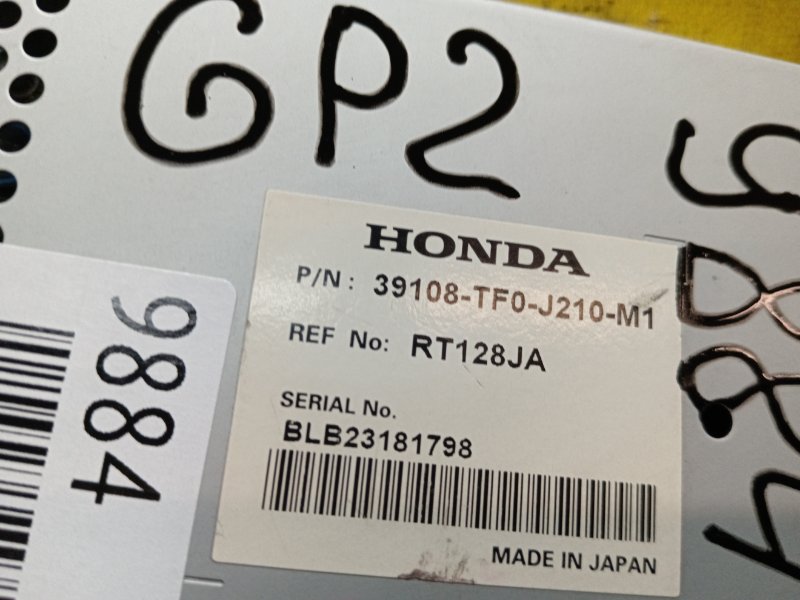 GP2
9884
HONDA
P/N: 39108-TF0-J210-M1
REF No: RT128JA
SERIAL No.
BLB23181798
MADE IN JAPAN
9884